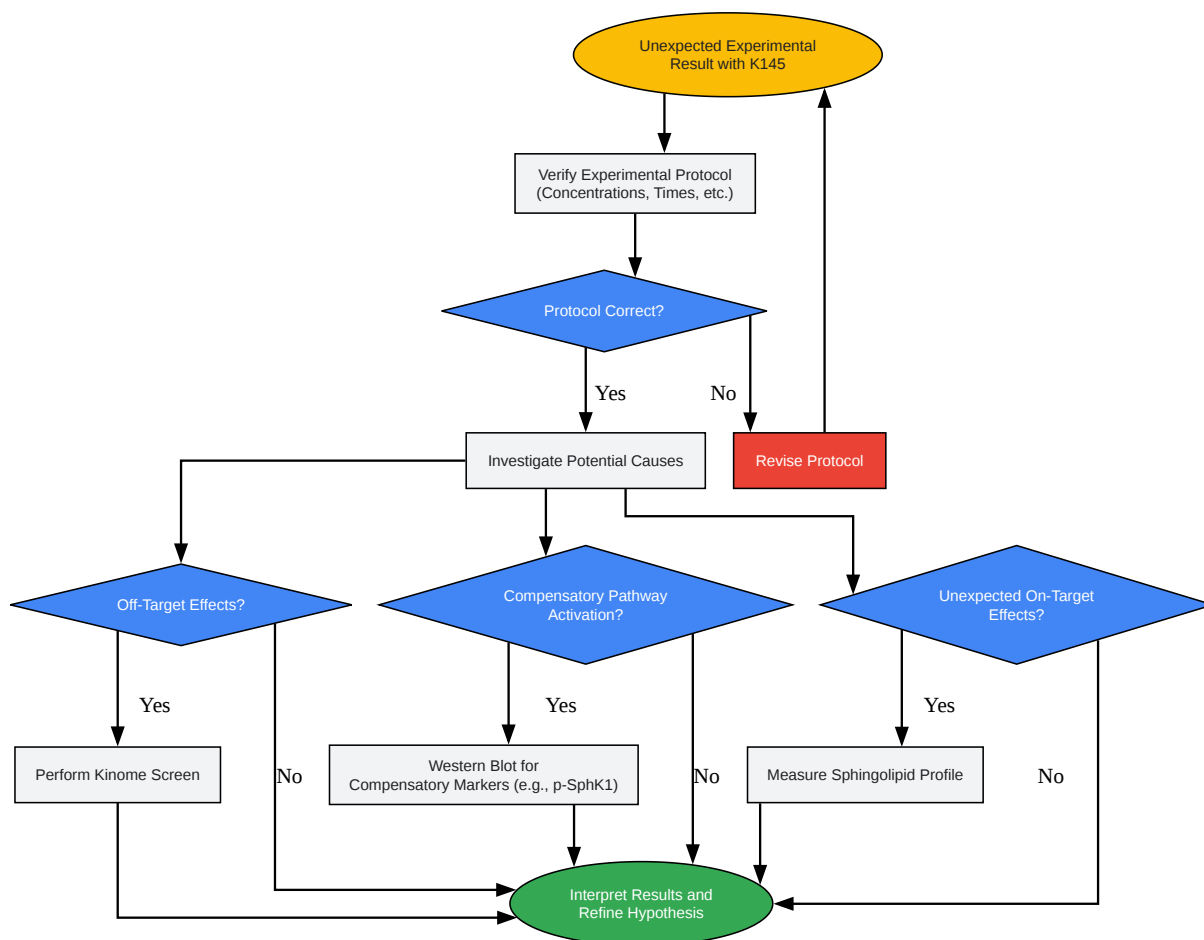 Unexpected Experimental
Result with K145
Verify Experimental Protocol
(Concentrations, Times, etc.)
Protocol Correct?
Yes
No
Investigate Potential Causes
Revise Protocol
Off-Target Effects?
Compensatory Pathway
Activation?
Unexpected On-Target
Effects?
Yes
Yes
Yes
Perform Kinome Screen
No
Western Blot for
Compensatory Markers (e.g., p-SphK1)
No
Measure Sphingolipid Profile
No
Interpret Results and
Refine Hypothesis